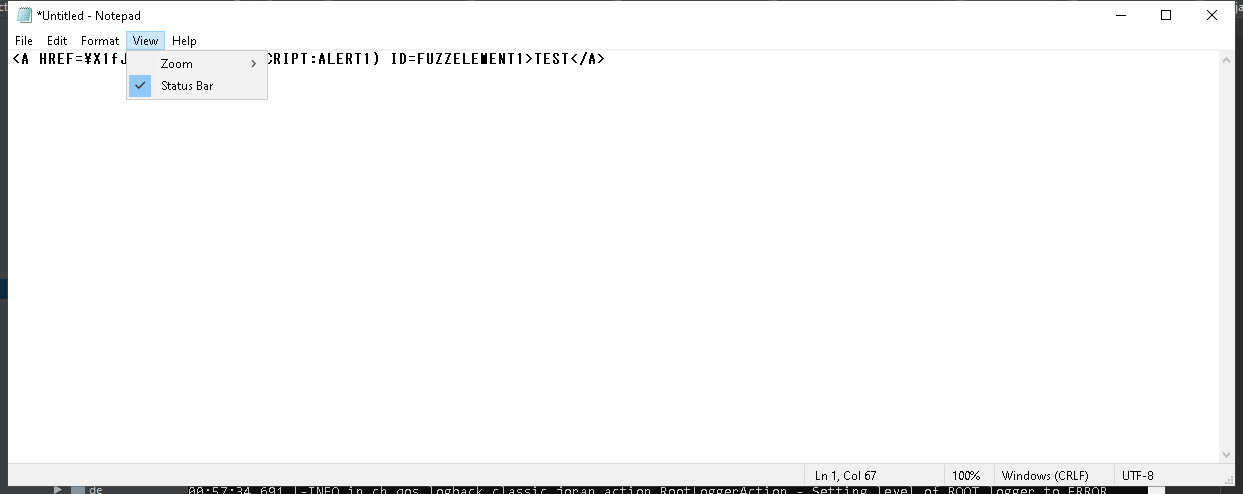 *Untitled - Notepad
File Edit Format View Help
<A HREF=¥X1fJ CRIPT:ALERT1) ID=FUZZELEMENT1>TEST</A>
Zoom
Status Bar
Ln 1, Col 67 100% Windows (CRLF) UTF-8
de 00:57:34,691 |-INFO in ch.qos.logback.classic.joran.action.RootLoggerAction - Setting level of ROOT logger to ERROR